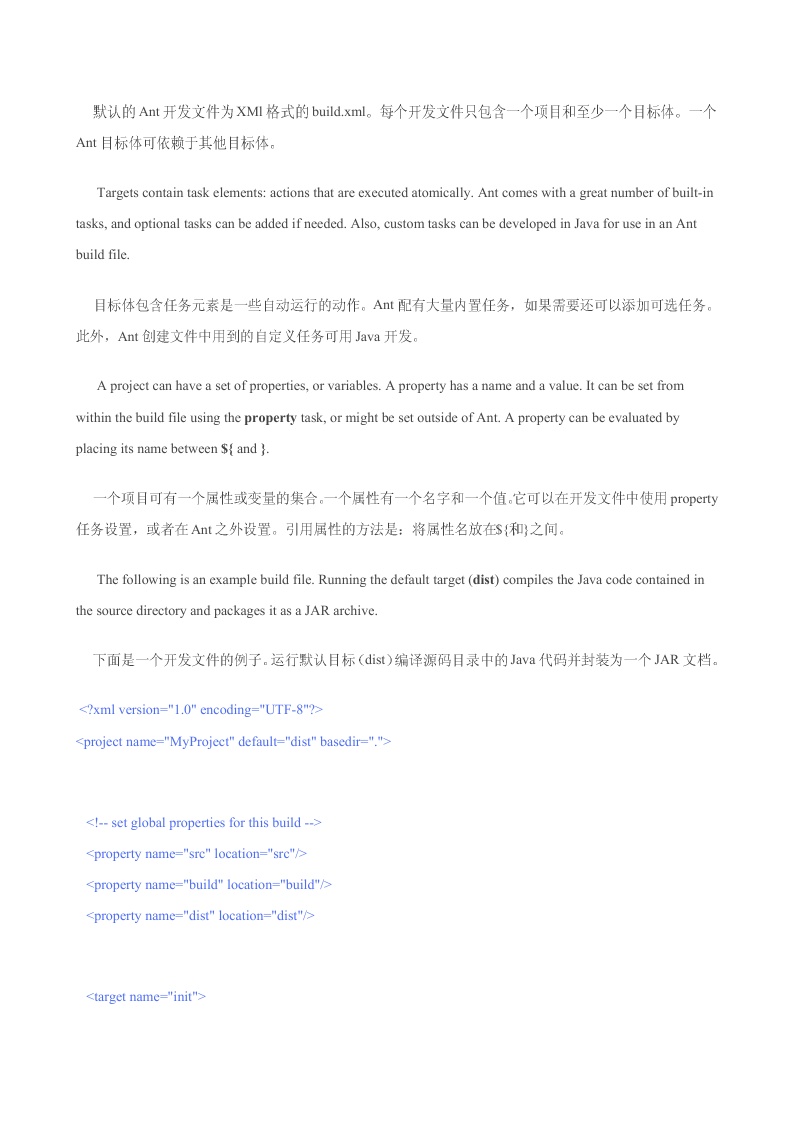 默认的 Ant 开发文件为 XMl 格式的 build.xml。每个开发文件只包含一个项目和至少一个目标体。一个
Ant 目标体可依赖于其他目标体。
Targets contain task elements: actions that are executed atomically. Ant comes with a great number of built-in
tasks, and optional tasks can be added if needed. Also, custom tasks can be developed in Java for use in an Ant
build file.
目标体包含任务元素是一些自动运行的动作。Ant 配有大量内置任务，如果需要还可以添加可选任务。
此外，Ant 创建文件中用到的自定义任务可用 Java 开发。
A project can have a set of properties, or variables. A property has a name and a value. It can be set from
within the build file using the property task, or might be set outside of Ant. A property can be evaluated by
placing its name between ${ and }.
一个项目可有一个属性或变量的集合。一个属性有一个名字和一个值。它可以在开发文件中使用 property
任务设置，或者在 Ant 之外设置。引用属性的方法是：将属性名放在${和}之间。
The following is an example build file. Running the default target (dist) compiles the Java code contained in
the source directory and packages it as a JAR archive.
下面是一个开发文件的例子。运行默认目标（dist）编译源码目录中的 Java 代码并封装为一个 JAR 文档。
<?xml version="1.0" encoding="UTF-8"?>
<project name="MyProject" default="dist" basedir=".">
<!-- set global properties for this build -->
<property name="src" location="src"/>
<property name="build" location="build"/>
<property name="dist" location="dist"/>
<target name="init">